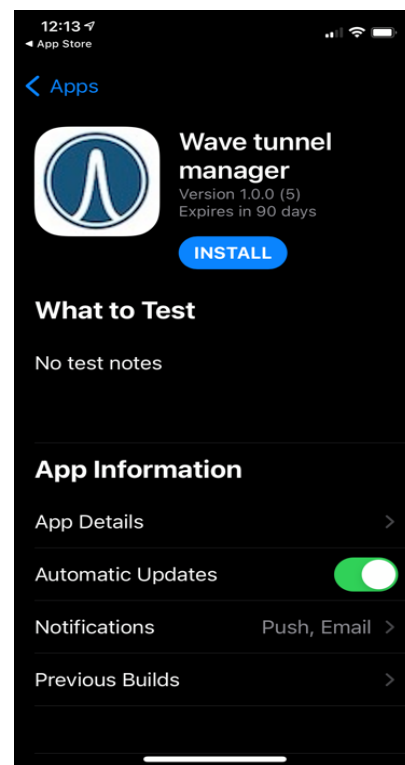 12:13
◀ App Store
Apps
Wave tunnel
manager
Version 1.0.0 (5)
Expires in 90 days
INSTALL
What to Test
No test notes
App Information
App Details
Automatic Updates
Notifications Push, Email
Previous Builds